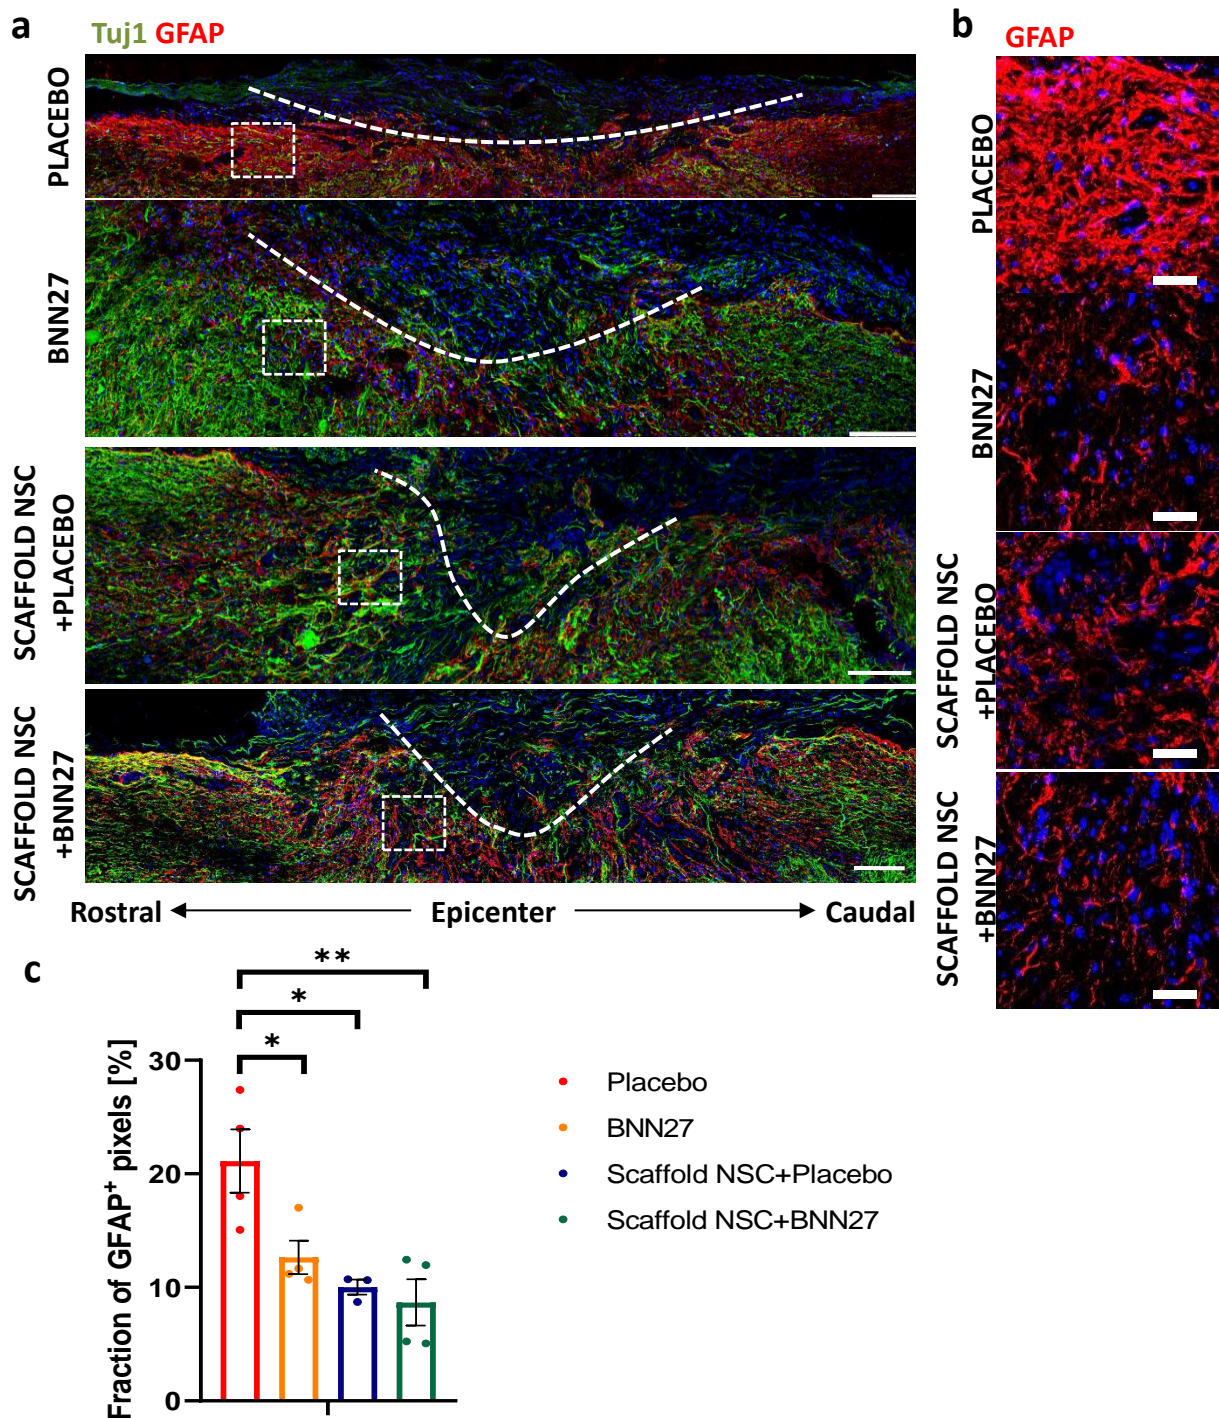 a
Tuj1 GFAP
PLACEBO
BNN27
SCAFFOLD NSC
+PLACEBO
SCAFFOLD NSC
+BNN27
Rostral
Epicenter
Caudal
b
GFAP
PLACEBO
BNN27
SCAFFOLD NSC
+PLACEBO
SCAFFOLD NSC
+BNN27
c
**
*
*
Fraction of GFAP⁺ pixels [%]
30
20
10
0
Placebo
BNN27
Scaffold NSC+Placebo
Scaffold NSC+BNN27